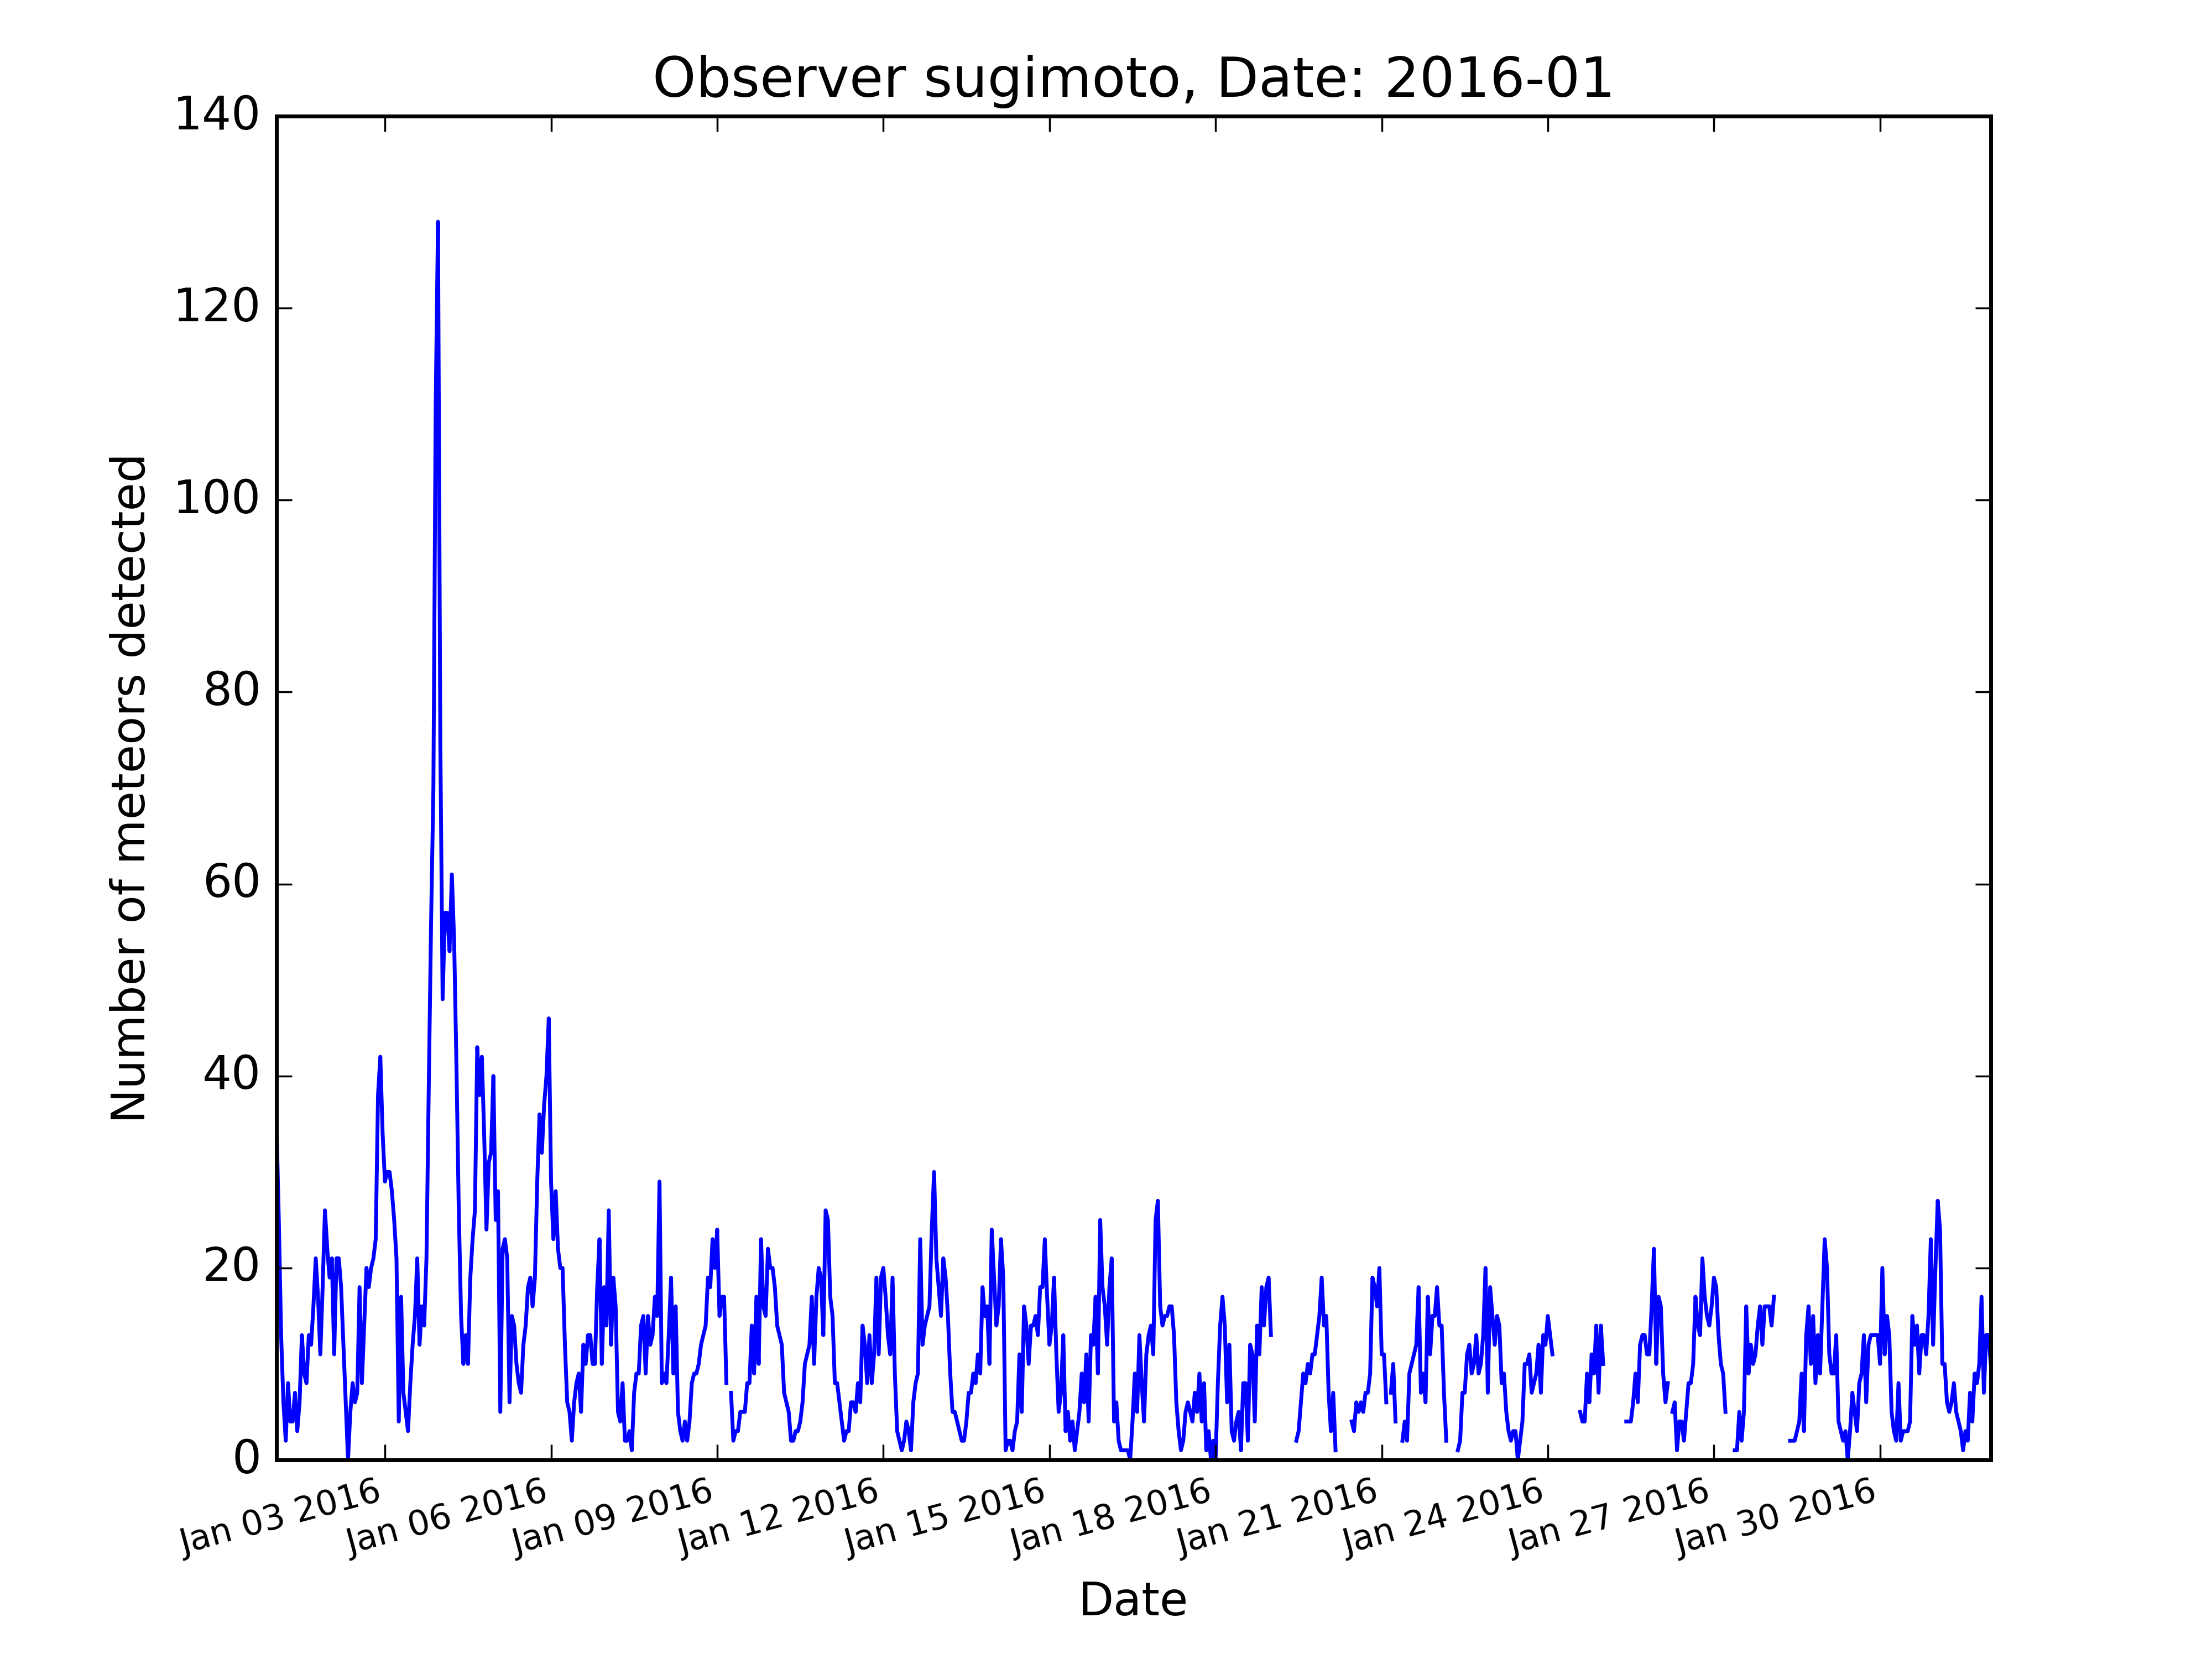 Observer sugimoto, Date: 2016-01
140
120
100
80
60
40
20
0
Number of meteors detected
Jan 03 2016
Jan 06 2016
Jan 09 2016
Jan 12 2016
Jan 15 2016
Jan 18 2016
Jan 21 2016
Jan 24 2016
Jan 27 2016
Jan 30 2016
Date